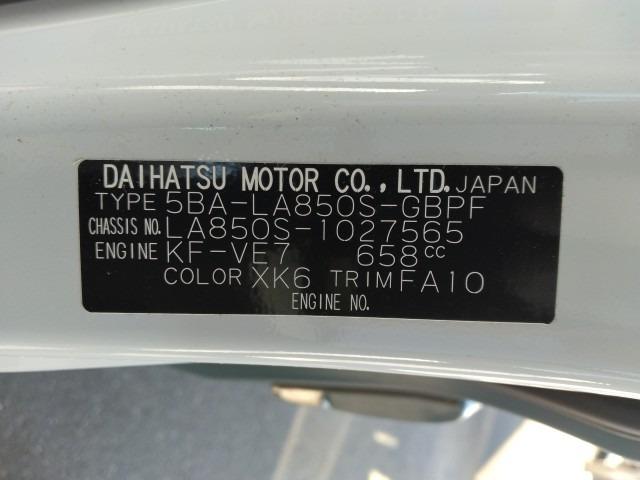 DAIHATSU MOTOR CO., LTD. JAPAN
TYPE 5BA-LA850S-GBPF
CHASSIS NO. LA850S-1027565
ENGINE KF-VE7 658cc
COLOR XK6 TRIM FA10
ENGINE NO.